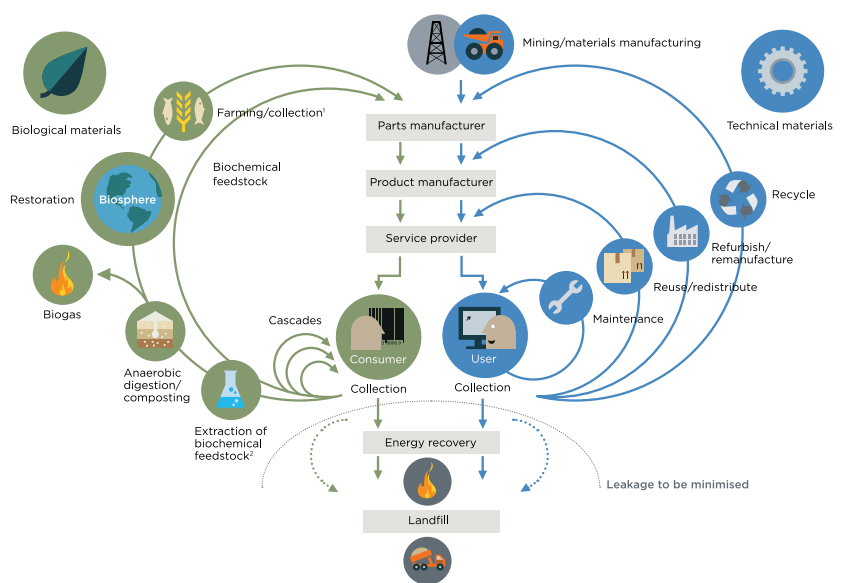 Mining/materials manufacturing
Biological materials
Technical materials
Farming/collection¹
Parts manufacturer
Biochemical
feedstock
Product manufacturer
Restoration
Biosphere
Recycle
Service provider
Refurbish/
remanufacture
Reuse/redistribute
Biogas
Cascades
Maintenance
Consumer
User
Anaerobic
digestion/
composting
Collection
Collection
Extraction of
biochemical
feedstock²
Energy recovery
Leakage to be minimised
Landfill